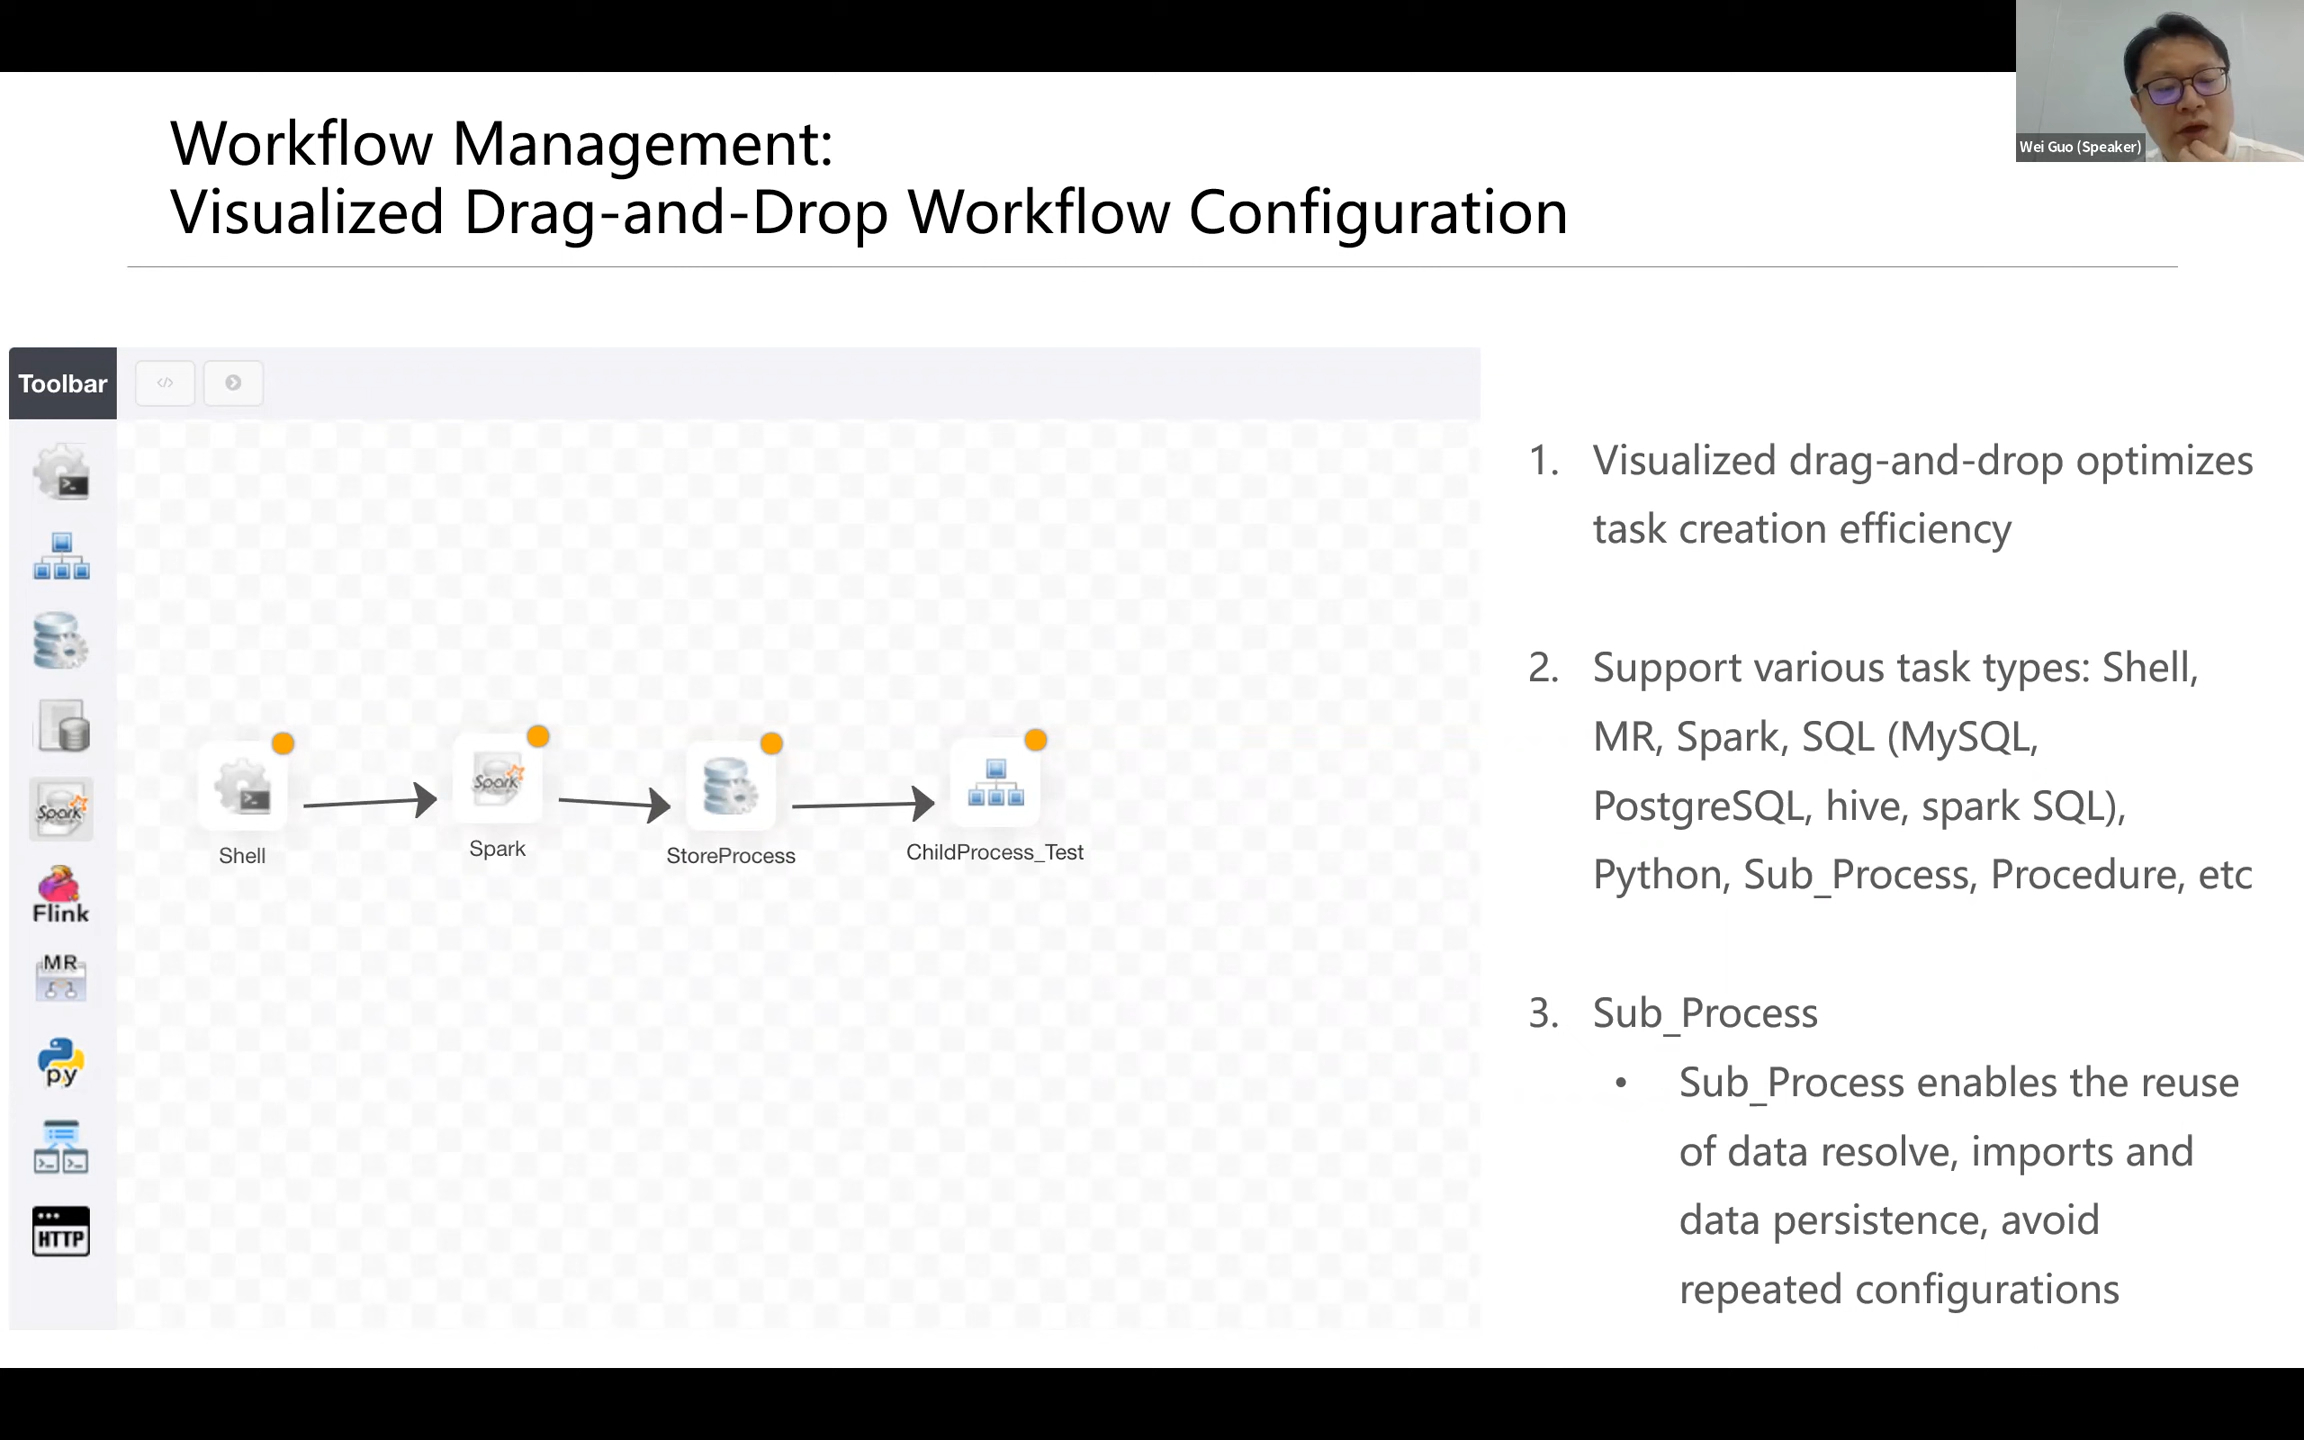 Wei Guo (Speaker)
Workflow Management:
Visualized Drag-and-Drop Workflow Configuration
Toolbar
</>
Spark
Flink
MR
py
HTTP
Spark
Shell
Spark
StoreProcess
ChildProcess_Test
1. Visualized drag-and-drop optimizes
task creation efficiency
2. Support various task types: Shell,
MR, Spark, SQL (MySQL,
PostgreSQL, hive, spark SQL),
Python, Sub_Process, Procedure, etc
3. Sub_Process
• Sub_Process enables the reuse
of data resolve, imports and
data persistence, avoid
repeated configurations